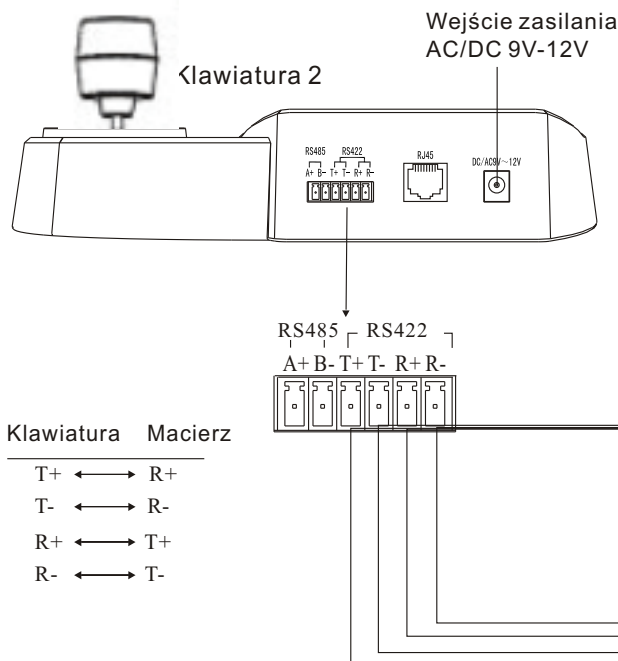 Wejście zasilania
AC/DC 9V-12V
Klawiatura 2
RS485 RS422
A+ B- T+ T- R+ R-
RJ45
DC/AC9V～12V
RS485 RS422
A+ B- T+ T- R+ R-
Klawiatura Macierz
T+ R+
T- R-
R+ T+
R- T-